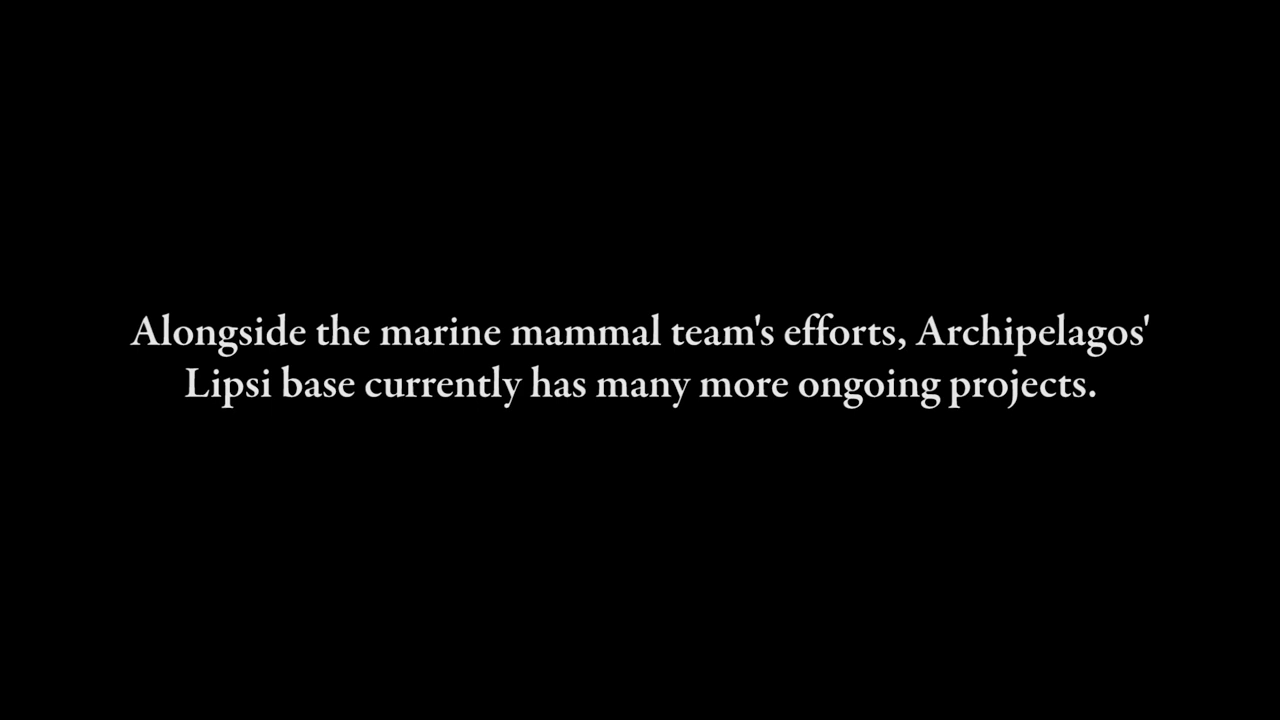 Alongside the marine mammal team's efforts, Archipelagos'
Lipsi base currently has many more ongoing projects.